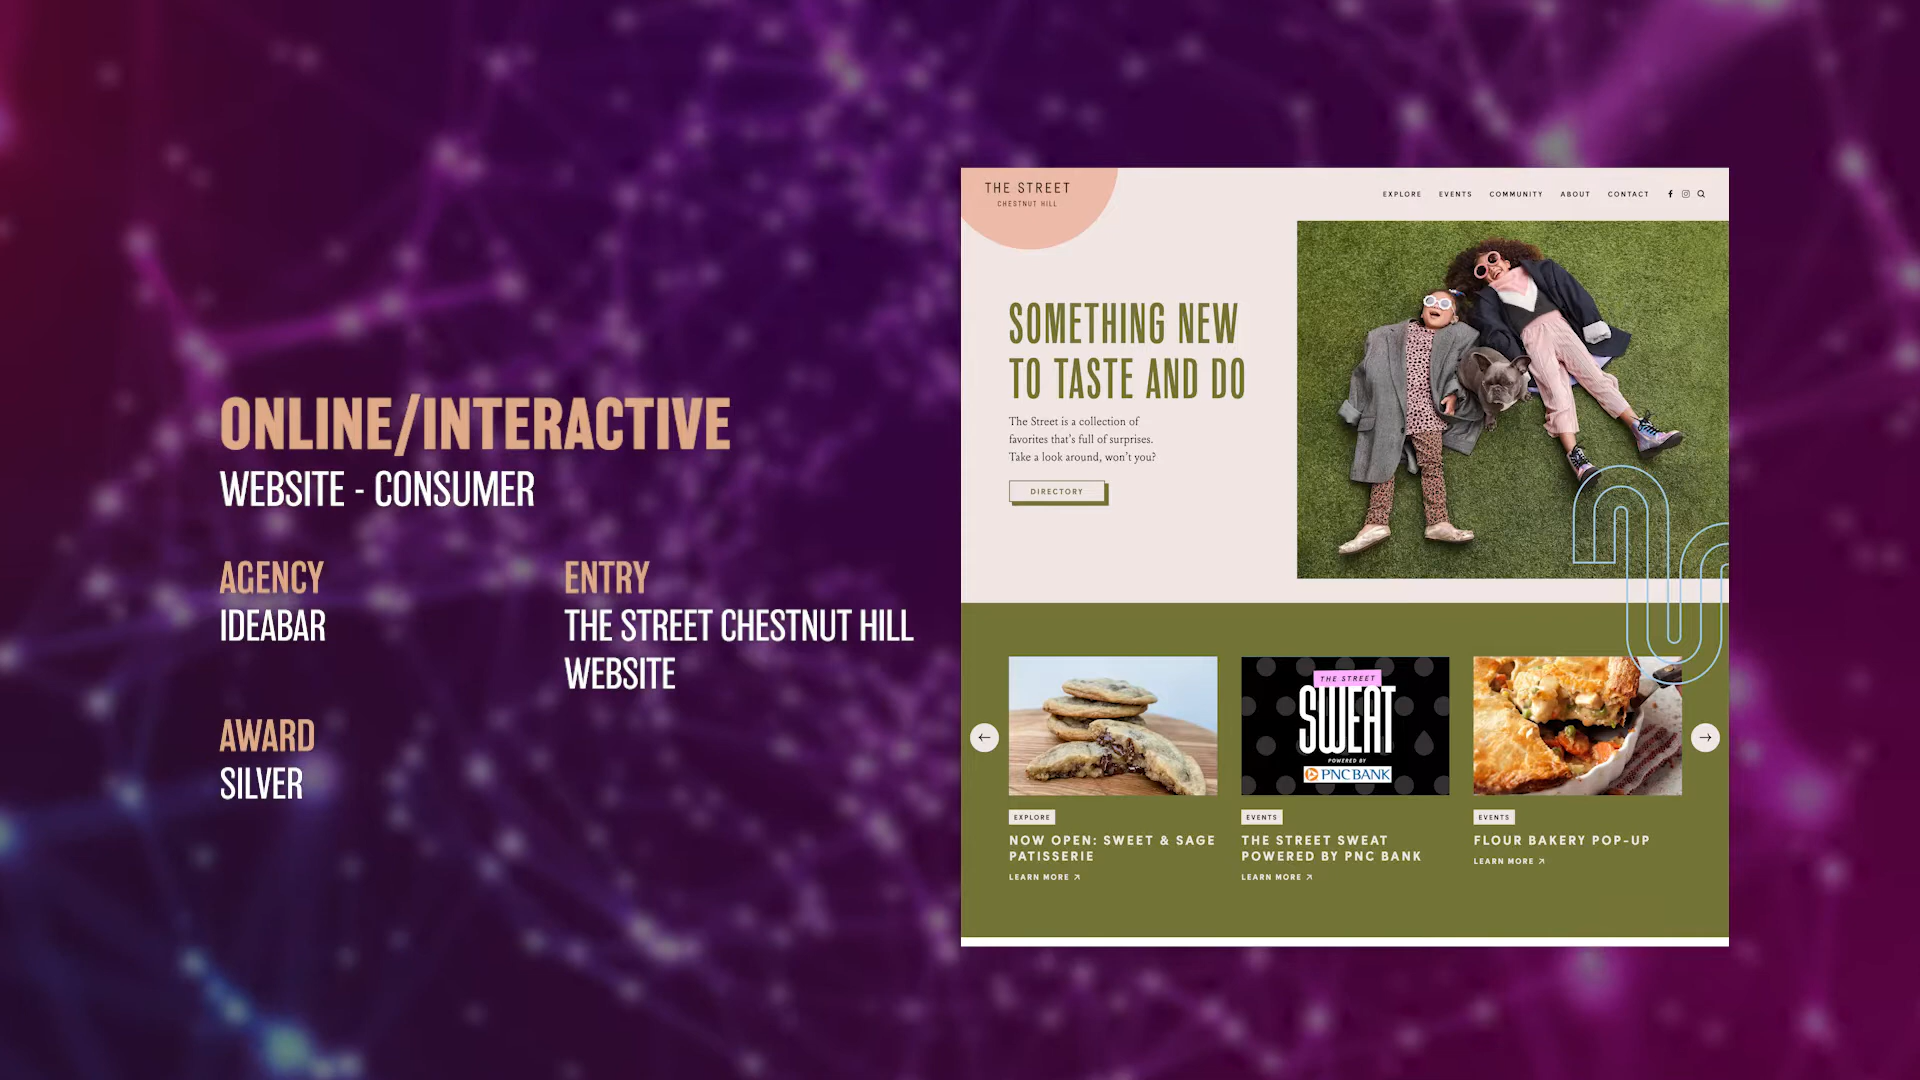 ONLINE/INTERACTIVE
WEBSITE - CONSUMER
AGENCY
IDEABAR
ENTRY
THE STREET CHESTNUT HILL
WEBSITE
AWARD
SILVER
THE STREET
CHESTNUT HILL
EXPLORE EVENTS COMMUNITY ABOUT CONTACT
SOMETHING NEW
TO TASTE AND DO
The Street is a collection of
favorites that's full of surprises.
Take a look around, won't you?
DIRECTORY
THE STREET
SWEAT
POWERED BY
PNC BANK
EXPLORE
NOW OPEN: SWEET & SAGE
PATISSERIE
LEARN MORE
EVENTS
THE STREET SWEAT
POWERED BY PNC BANK
LEARN MORE
EVENTS
FLOUR BAKERY POP-UP
LEARN MORE